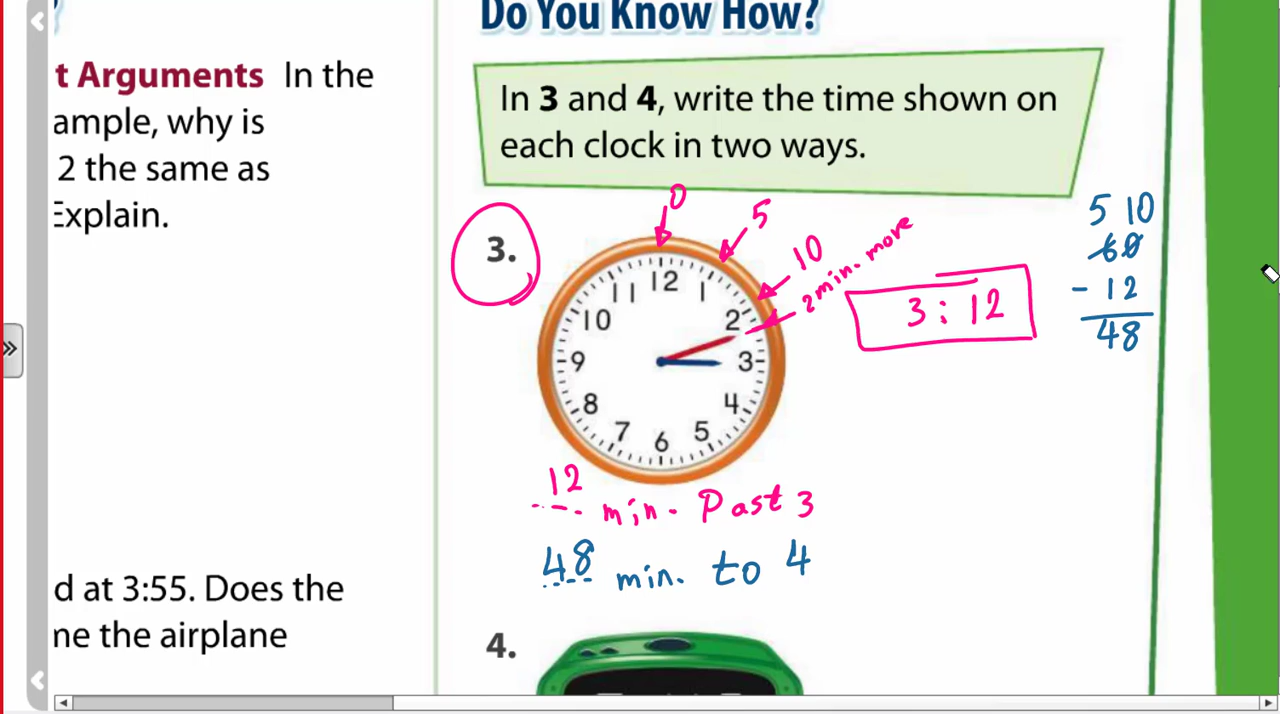 ?
t Arguments In the
ample, why is
2 the same as
Explain.
d at 3:55. Does the
me the airplane
Do You Know How?
In 3 and 4, write the time shown on
each clock in two ways.
3.
0
5
10
2 min. more
12
1
2
3
4
5
6
7
8
9
10
11
3:12
5 10
60
- 12
48
12 min. Past 3
48 min. to 4
4.